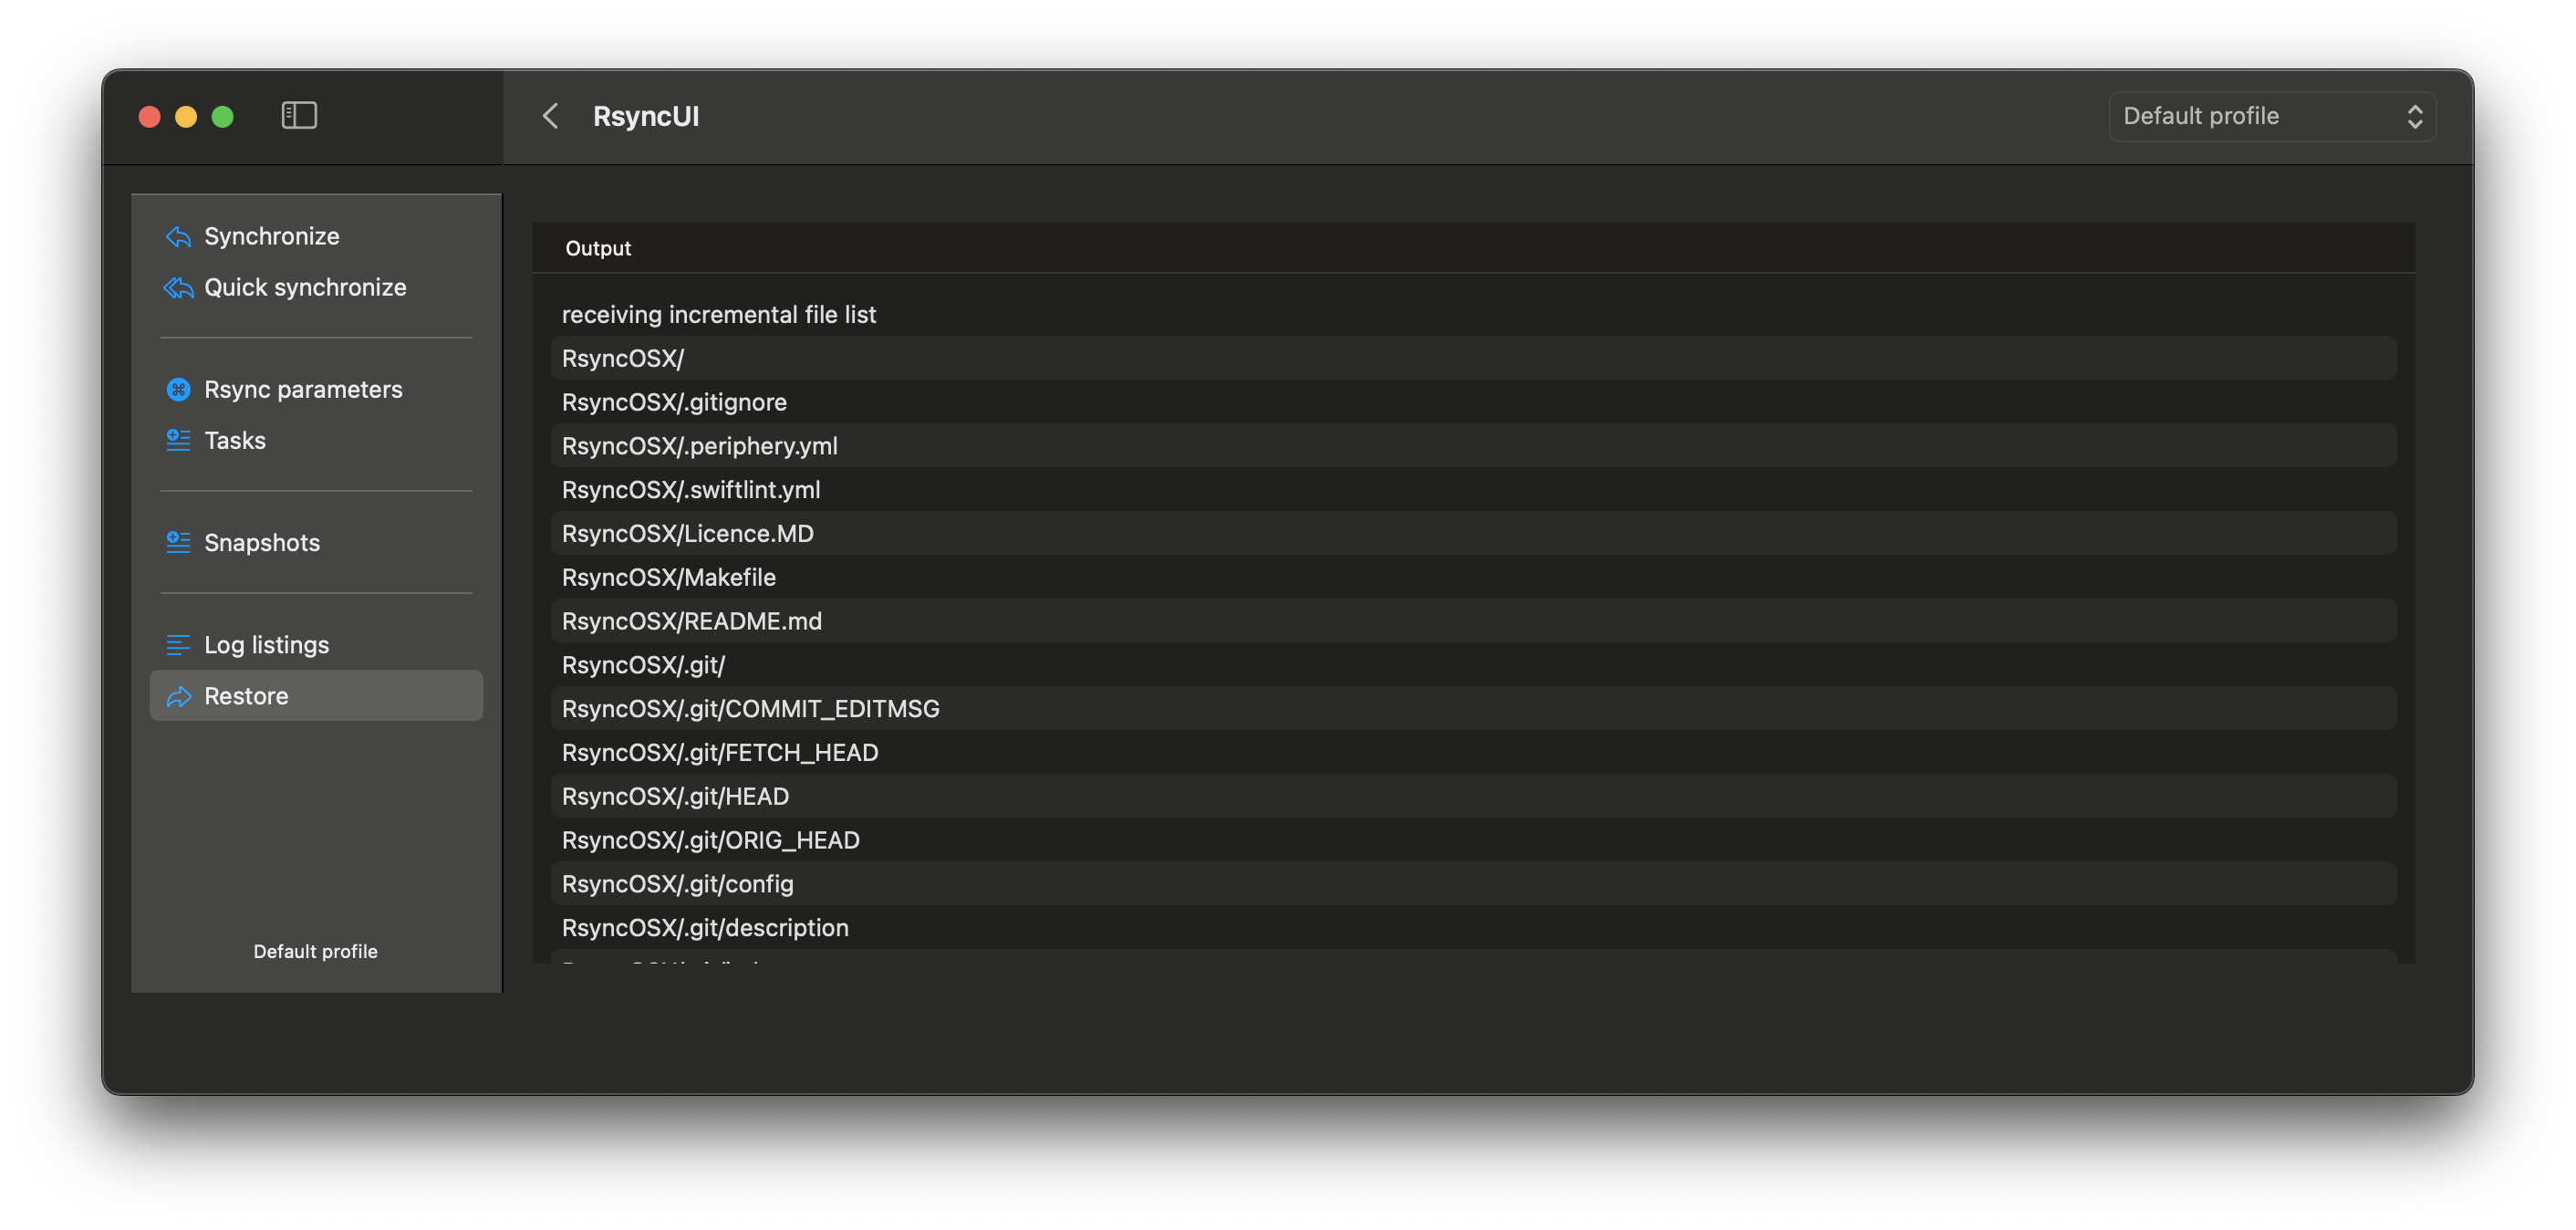 RsyncUI
Default profile
Synchronize
Quick synchronize
Rsync parameters
Tasks
Snapshots
Log listings
Restore
Default profile
Output
receiving incremental file list
RsyncOSX/
RsyncOSX/.gitignore
RsyncOSX/.periphery.yml
RsyncOSX/.swiftlint.yml
RsyncOSX/Licence.MD
RsyncOSX/Makefile
RsyncOSX/README.md
RsyncOSX/.git/
RsyncOSX/.git/COMMIT_EDITMSG
RsyncOSX/.git/FETCH_HEAD
RsyncOSX/.git/HEAD
RsyncOSX/.git/ORIG_HEAD
RsyncOSX/.git/config
RsyncOSX/.git/description